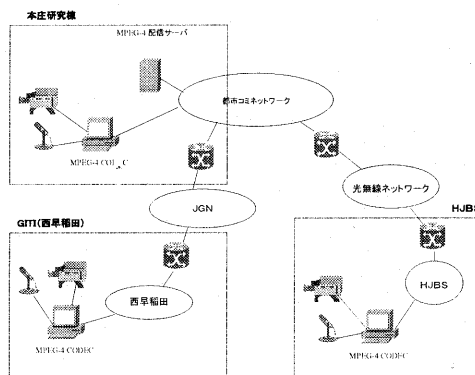 本庄研究棟
MPEG-4 配信サーバ
都市コミネットワーク
MPEG-4
光無線ネットワーク
JGN
HJBS
GITI(西早稲田)
西早稲田
HJBS
MPEG-4 CODEC
MPEG-4 CODEC